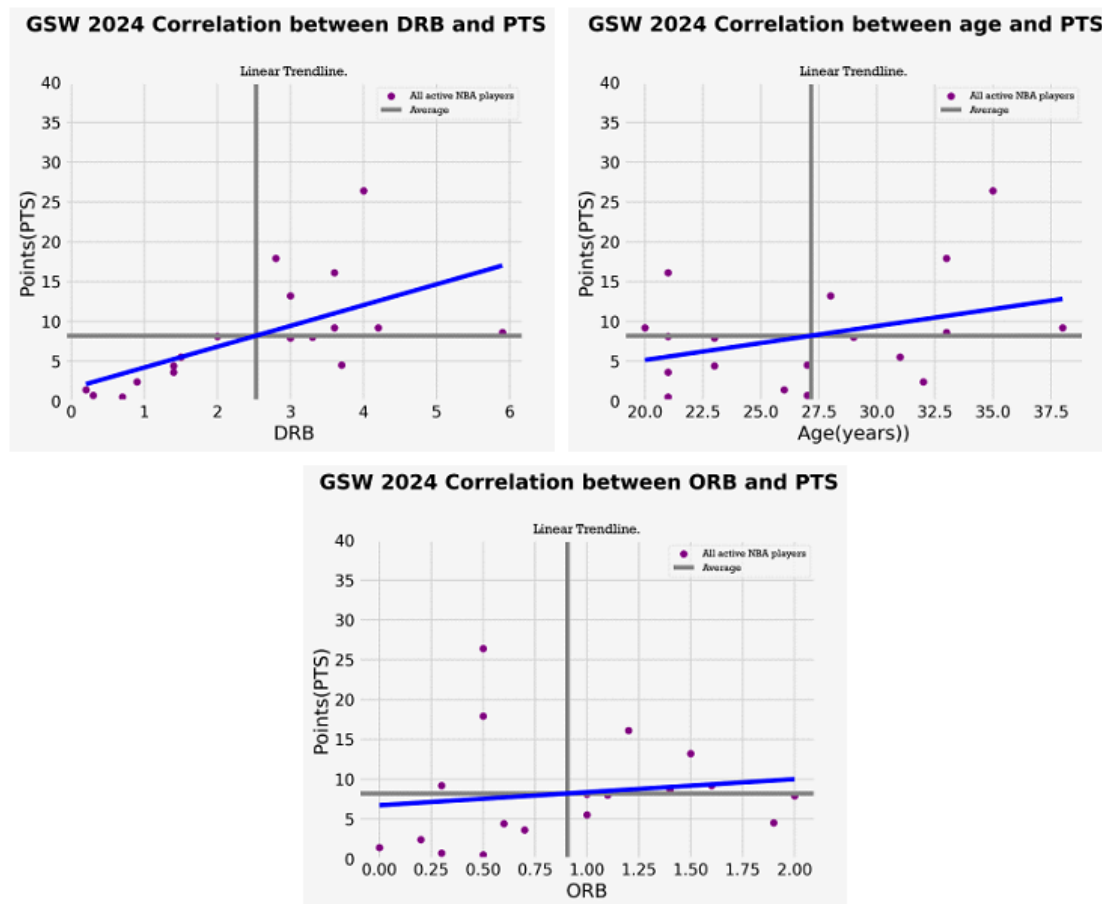 GSW 2024 Correlation between DRB and PTS
Linear Trendline.
All active NBA players
Average
Points(PTS)
40
35
30
25
20
15
10
5
0
0 1 2 3 4 5 6
DRB
GSW 2024 Correlation between age and PTS
Linear Trendline.
All active NBA players
Average
Points(PTS)
40
35
30
25
20
15
10
5
0
20.0 22.5 25.0 27.5 30.0 32.5 35.0 37.5
Age(years))
GSW 2024 Correlation between ORB and PTS
Linear Trendline.
All active NBA players
Average
Points(PTS)
40
35
30
25
20
15
10
5
0
0.00 0.25 0.50 0.75 1.00 1.25 1.50 1.75 2.00
ORB